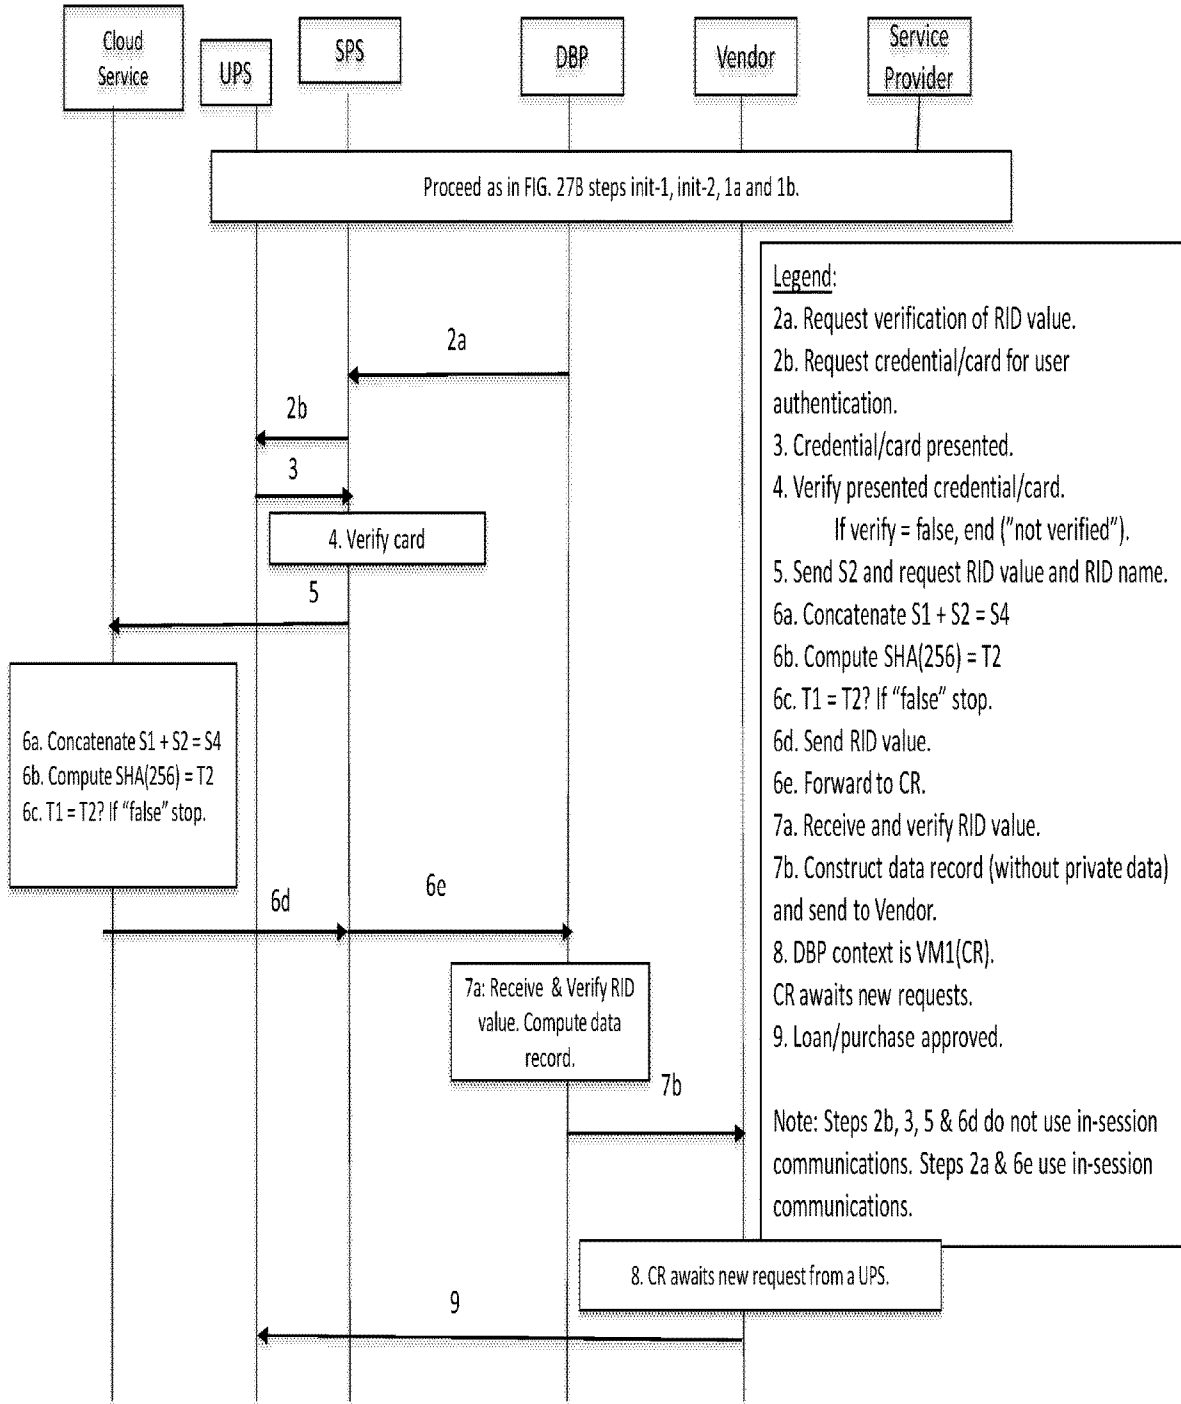 Cloud
Service
UPS
SPS
DBP
Vendor
Service
Provider
Proceed as in FIG. 27B steps init-1, init-2, 1a and 1b.
Legend:
2a. Request verification of RID value.
2b. Request credential/card for user
authentication.
3. Credential/card presented.
4. Verify presented credential/card.
If verify = false, end ("not verified").
5. Send S2 and request RID value and RID name.
6a. Concatenate S1 + S2 = S4
6b. Compute SHA(256) = T2
6c. T1 = T2? If "false" stop.
6d. Send RID value.
6e. Forward to CR.
7a. Receive and verify RID value.
7b. Construct data record (without private data)
and send to Vendor.
8. DBP context is VM1(CR).
CR awaits new requests.
9. Loan/purchase approved.
Note: Steps 2b, 3, 5 & 6d do not use in-session
communications. Steps 2a & 6e use in-session
communications.
2a
2b
3
4. Verify card
5
6a. Concatenate S1 + S2 = S4
6b. Compute SHA(256) = T2
6c. T1 = T2? If "false" stop.
6d
6e
7a: Receive & Verify RID
value. Compute data
record.
7b
8. CR awaits new request from a UPS.
9